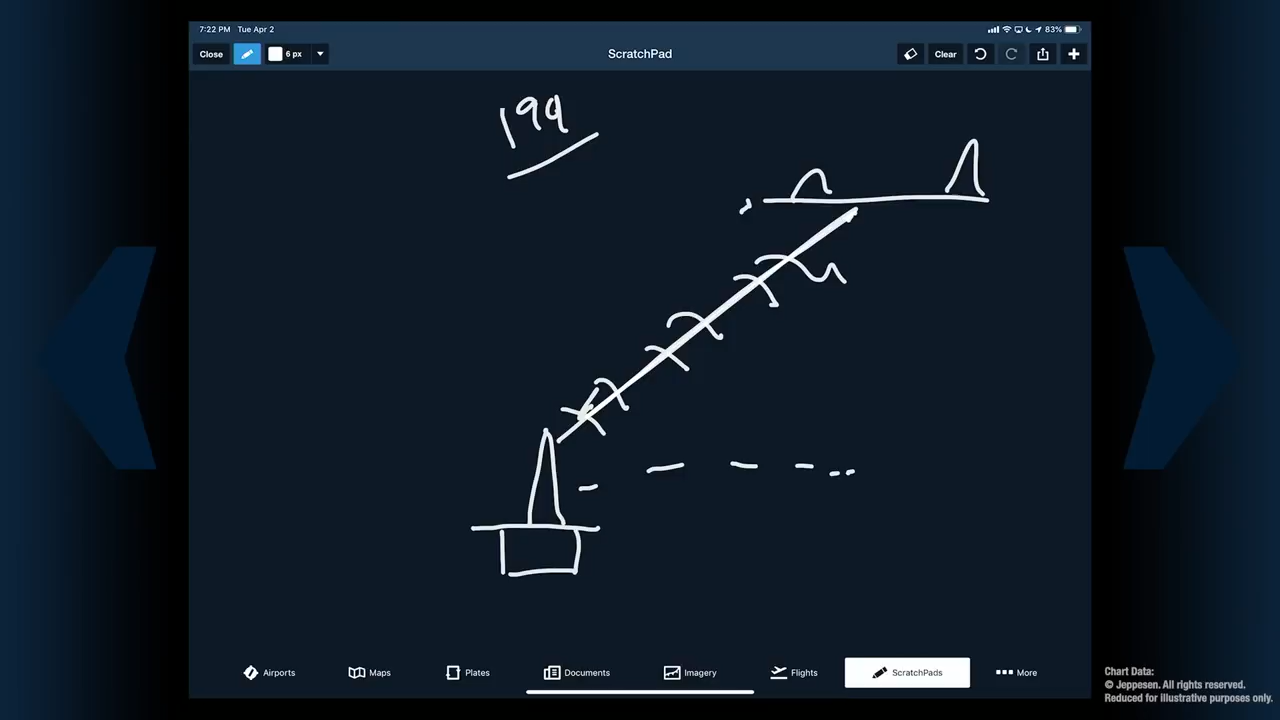 7:22 PM Tue Apr 2 83%
Close 6 px ScratchPad Clear
199
Airports Maps Plates Documents Imagery Flights ScratchPads More
Chart Data:
© Jeppesen. All rights reserved.
Reduced for illustrative purposes only.